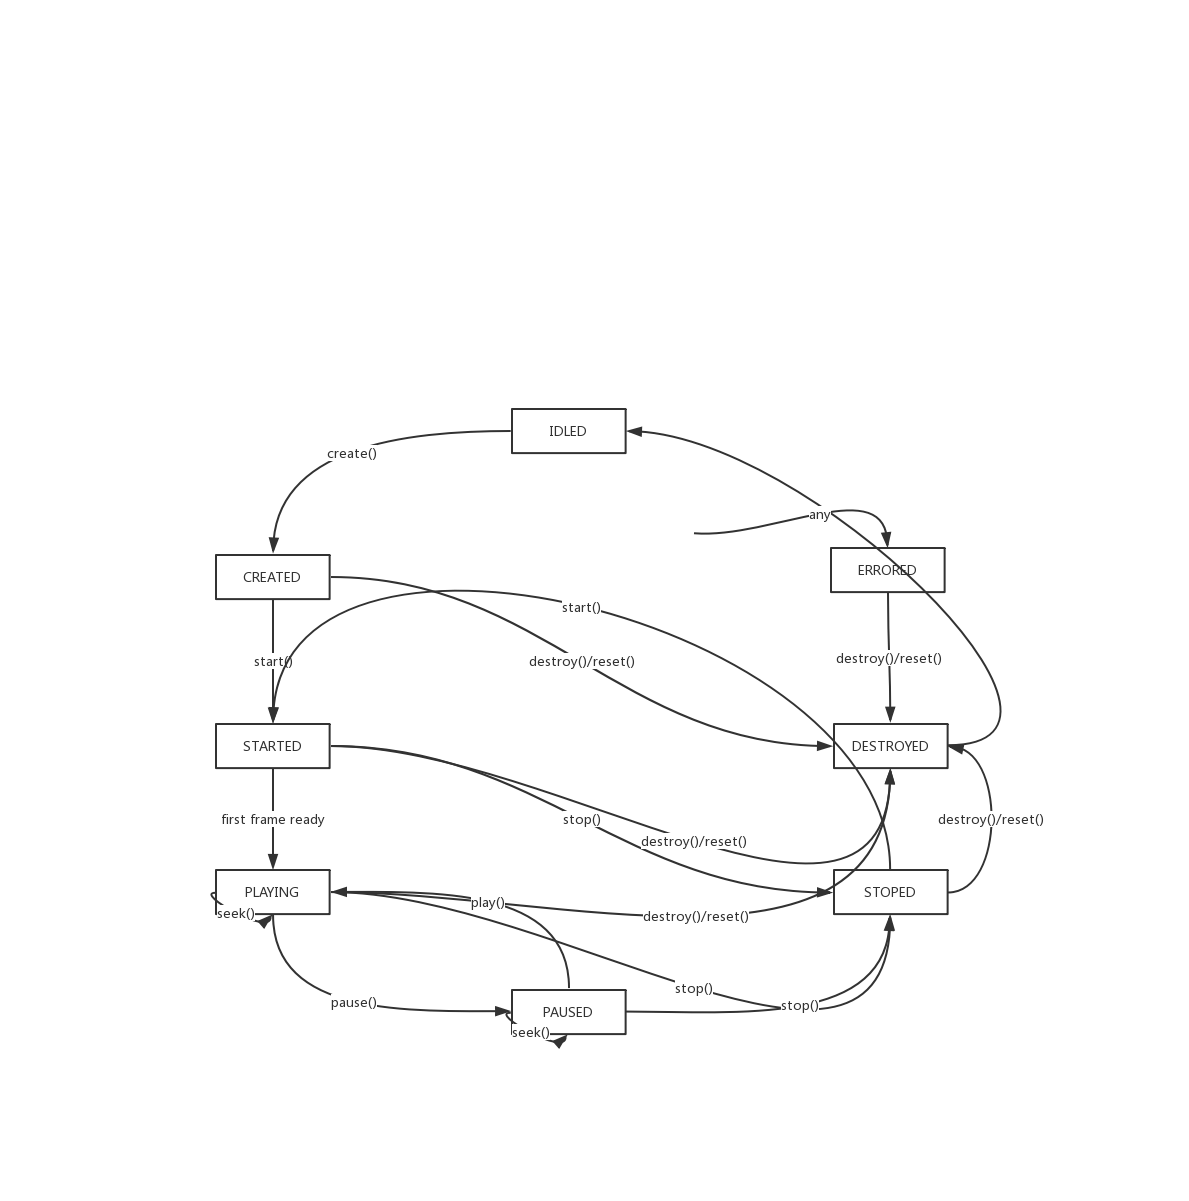 IDLED
create()
any
CREATED
ERRORED
start()
start()
destroy()/reset()
destroy()/reset()
STARTED
DESTROYED
first frame ready
stop()
destroy()/reset()
destroy()/reset()
PLAYING
STOPED
seek()
play()
destroy()/reset()
stop()
pause()
stop()
PAUSED
seek()